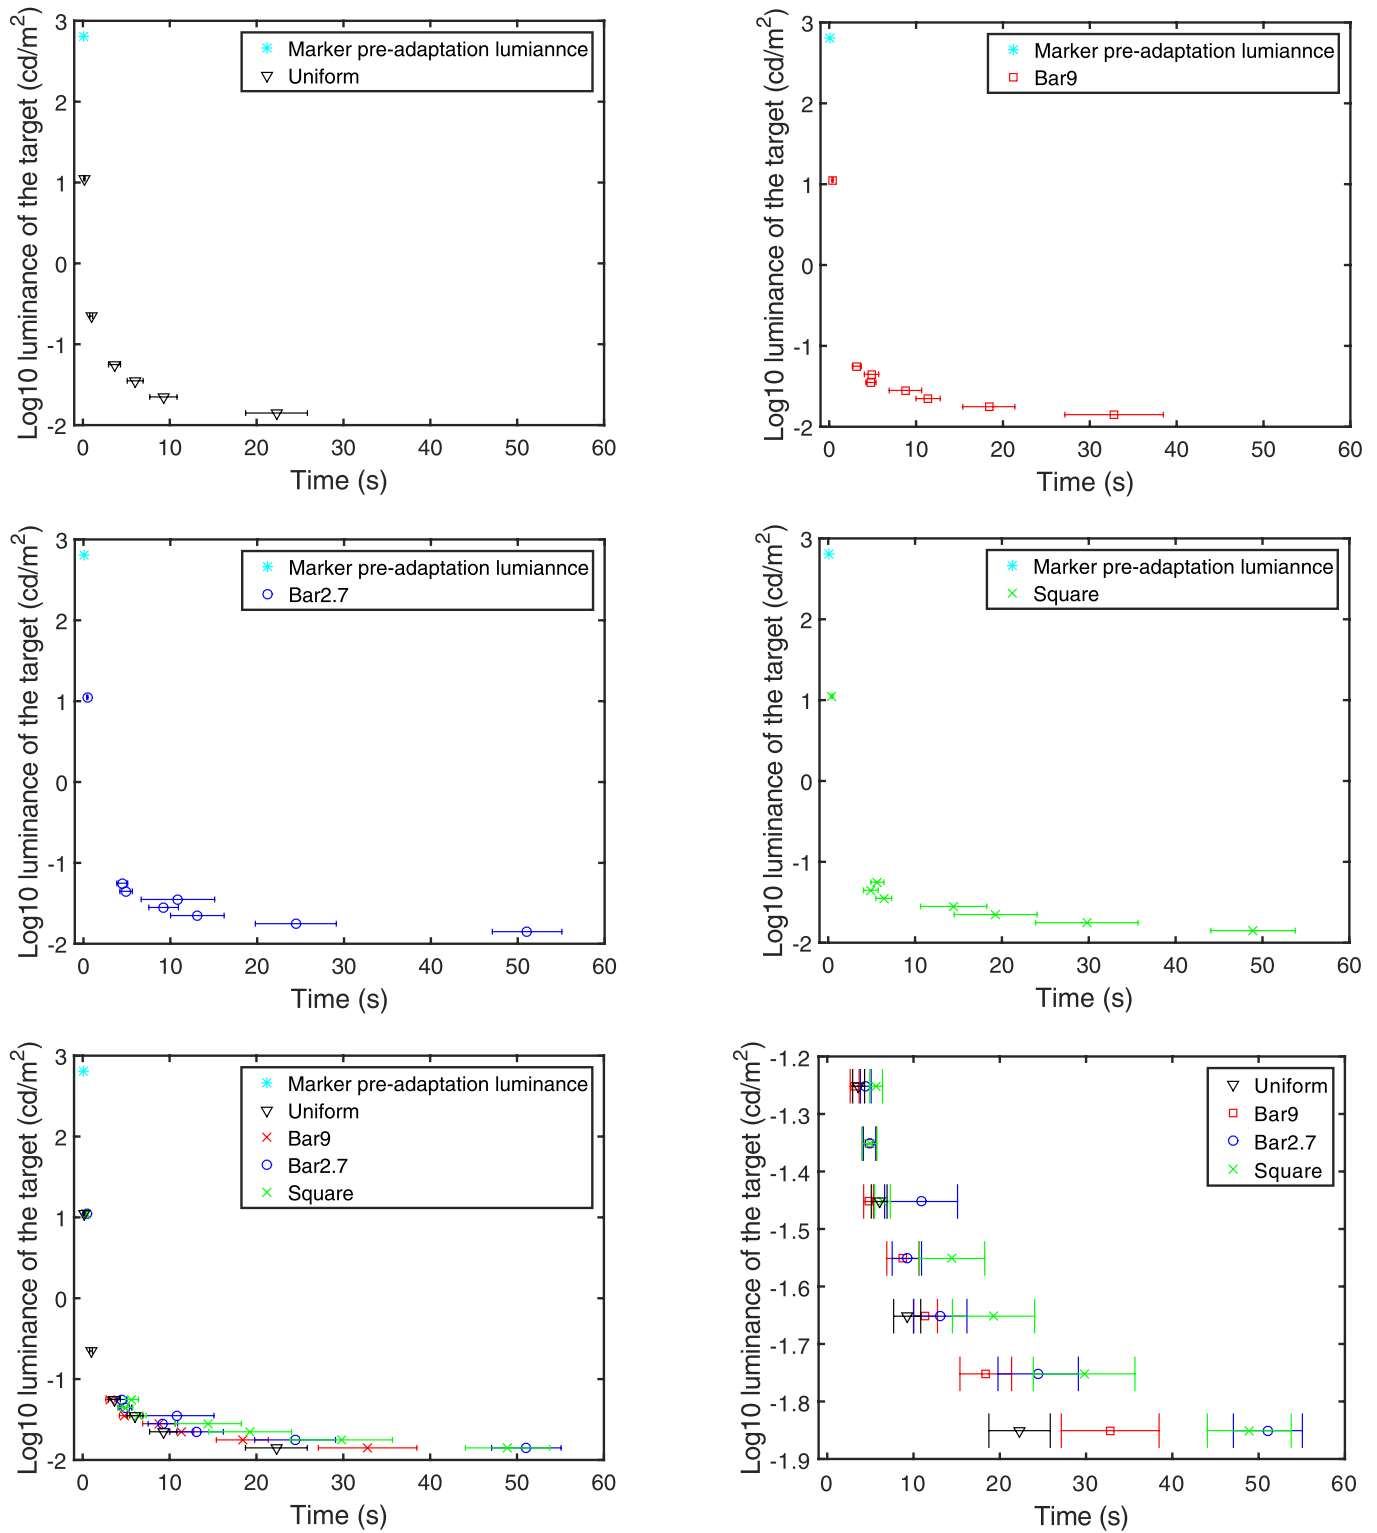 Log10 luminance of the target (cd/m²)
3
2
1
0
-1
-2
Marker pre-adaptation lumiannce
Uniform
0 10 20 30 40 50 60
Time (s)
Log10 luminance of the target (cd/m²)
3
2
1
0
-1
-2
Marker pre-adaptation lumiannce
Bar9
0 10 20 30 40 50 60
Time (s)
Log10 luminance of the target (cd/m²)
3
2
1
0
-1
-2
Marker pre-adaptation lumiannce
Bar2.7
0 10 20 30 40 50 60
Time (s)
Log10 luminance of the target (cd/m²)
3
2
1
0
-1
-2
Marker pre-adaptation lumiannce
Square
0 10 20 30 40 50 60
Time (s)
Log10 luminance of the target (cd/m²)
3
2
1
0
-1
-2
Marker pre-adaptation luminance
Uniform
Bar9
Bar2.7
Square
0 10 20 30 40 50 60
Time (s)
Log10 luminance of the target (cd/m²)
-1.2
-1.3
-1.4
-1.5
-1.6
-1.7
-1.8
-1.9
Uniform
Bar9
Bar2.7
Square
0 10 20 30 40 50 60
Time (s)